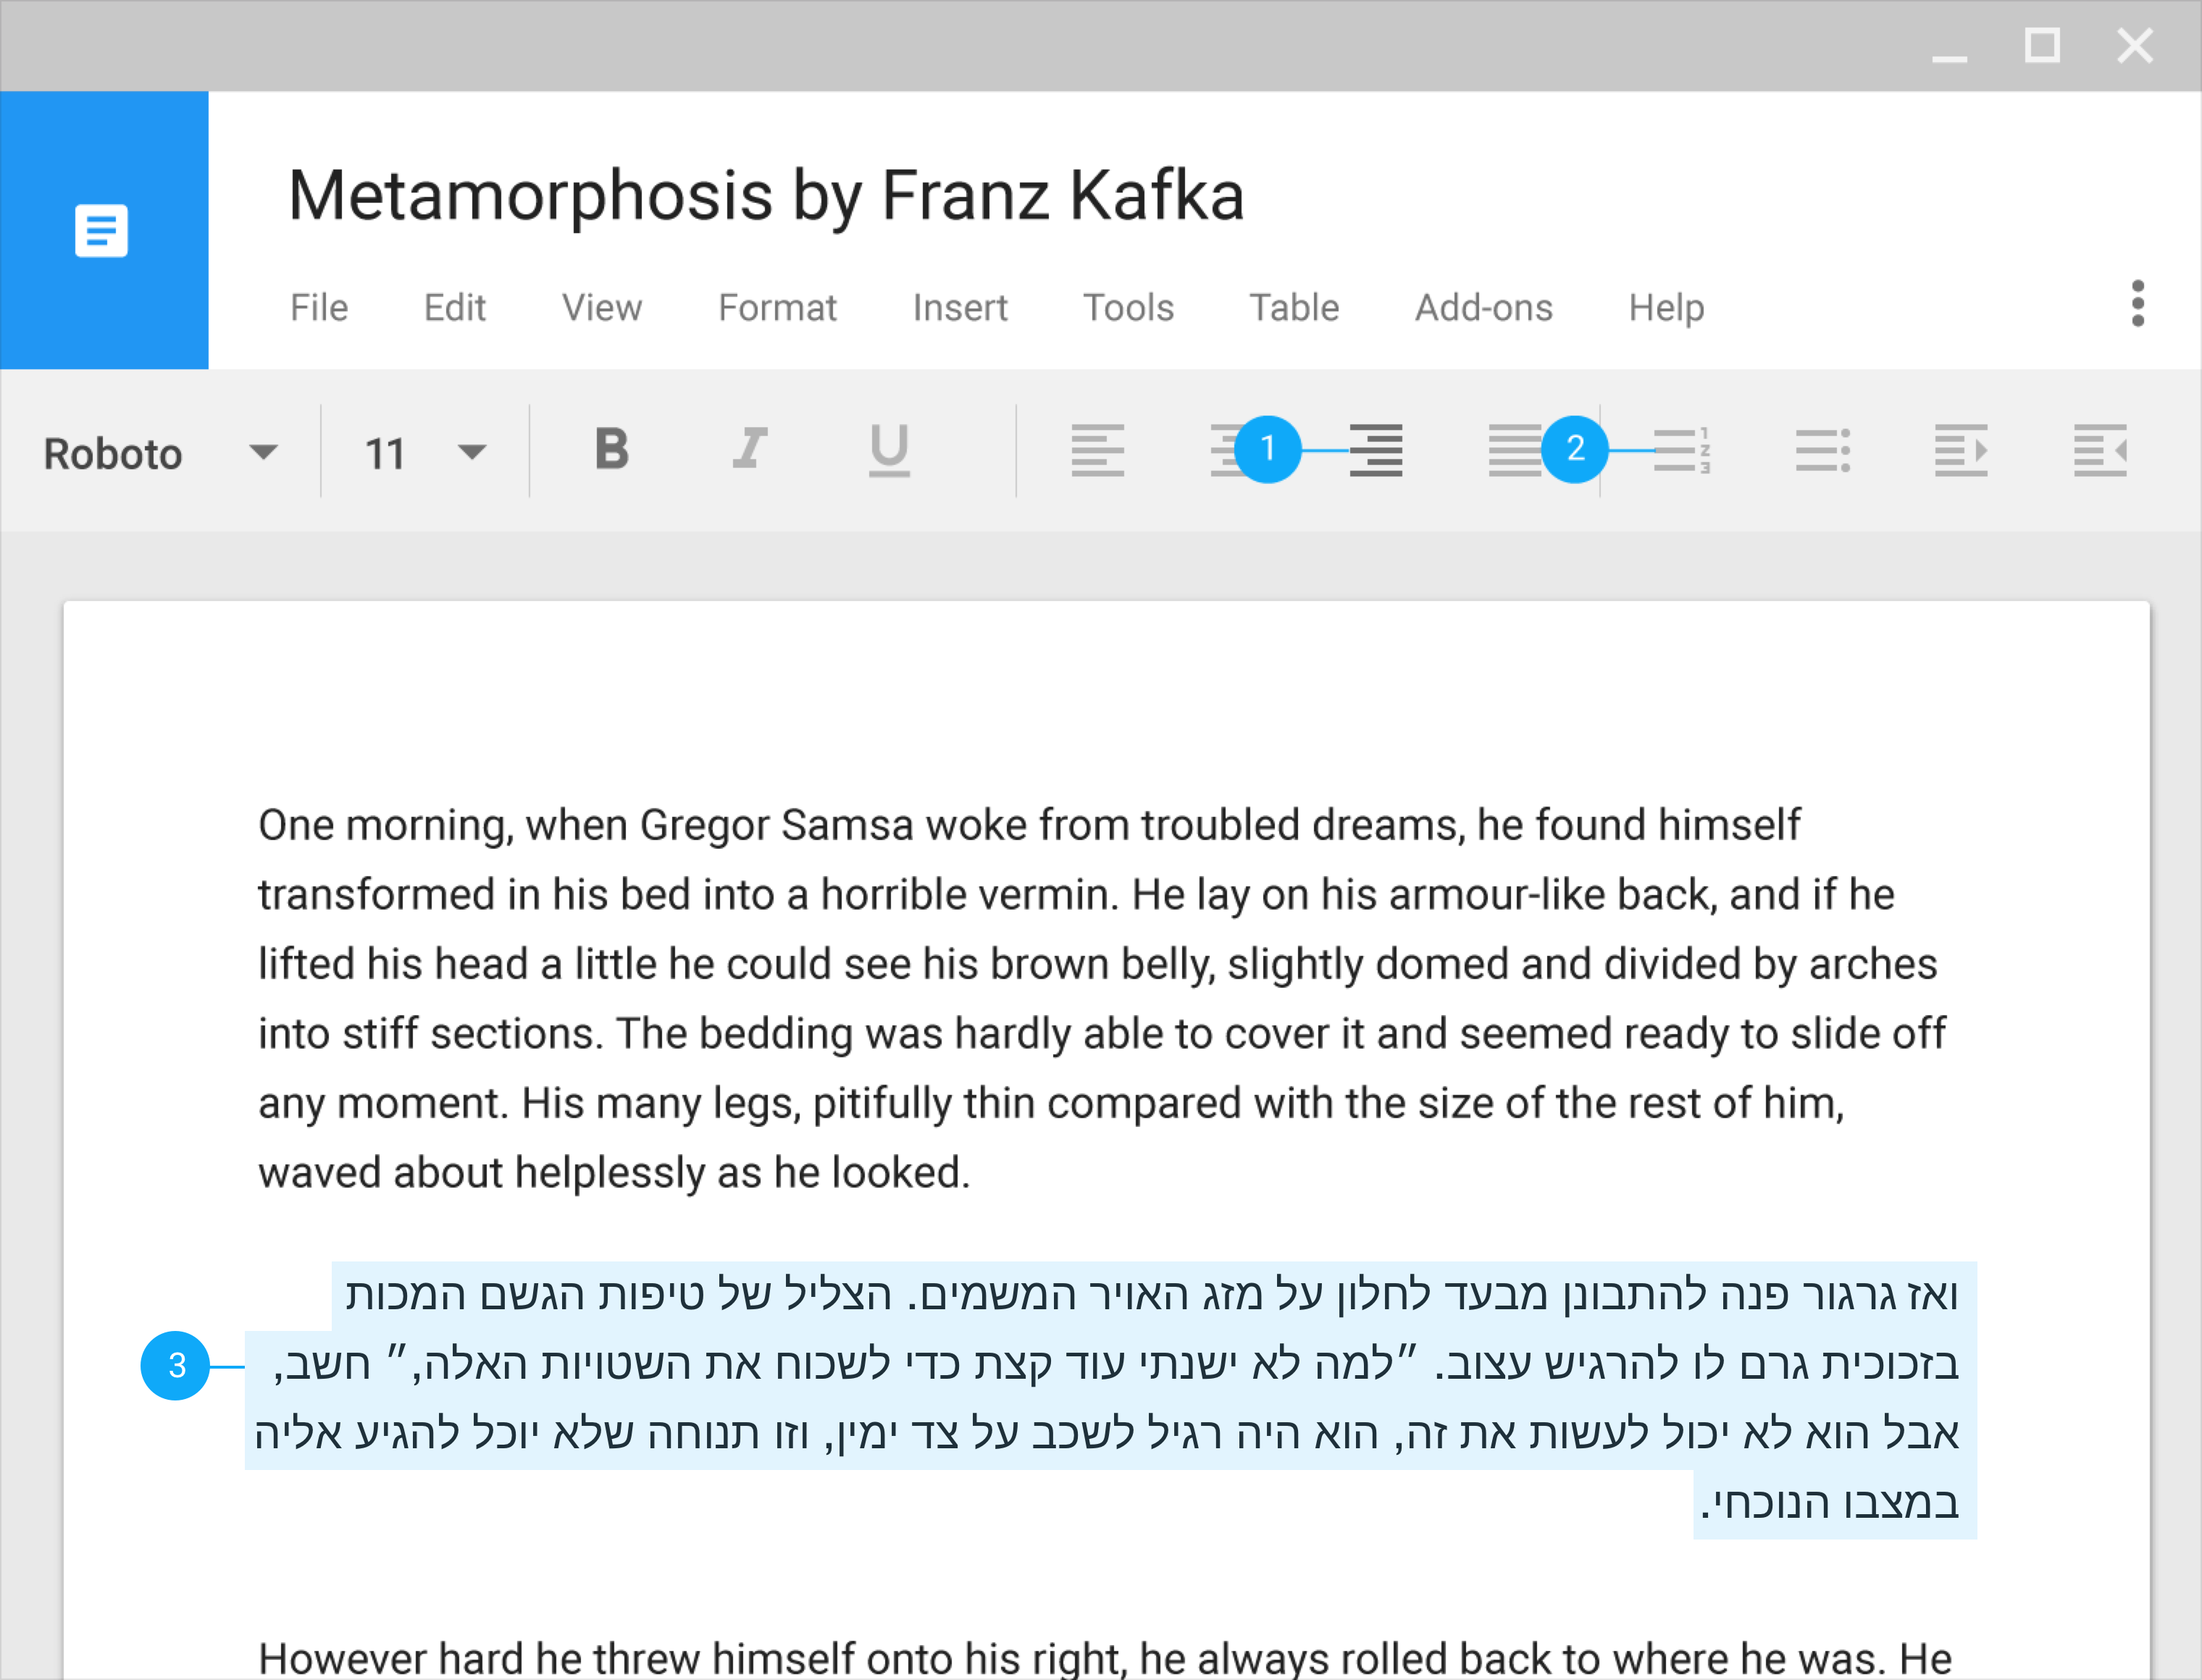 Metamorphosis by Franz Kafka
File Edit View Format Insert Tools Table Add-ons Help
Roboto 11 B I U 1 2 1 2 3
One morning, when Gregor Samsa woke from troubled dreams, he found himself
transformed in his bed into a horrible vermin. He lay on his armour-like back, and if he
lifted his head a little he could see his brown belly, slightly domed and divided by arches
into stiff sections. The bedding was hardly able to cover it and seemed ready to slide off
any moment. His many legs, pitifully thin compared with the size of the rest of him,
waved about helplessly as he looked.
ואז גרגור פנה להתבונן מבעד לחלון על מזג האויר המשמים. הצליל של טיפות הגשם המכות
3
בזכוכית גרם לו להרגיש עצוב. ״למה לא ישנתי עוד קצת כדי לשכוח את השטויות האלה,״ חשב,
אבל הוא לא יכול לעשות את זה, הוא היה רגיל לשכב על צד ימין, וזו תנוחה שלא יוכל להגיע אליה
במצבו הנוכחי.
However hard he threw himself onto his right, he always rolled back to where he was. He